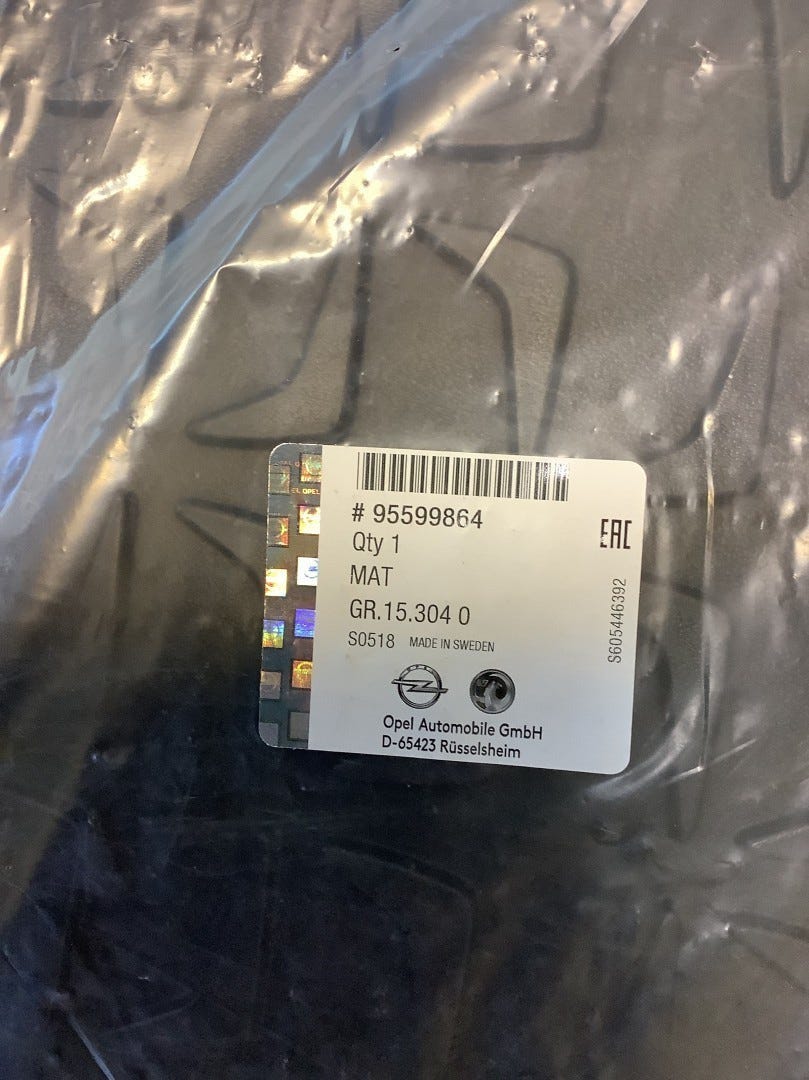 # 95599864
Qty 1
MAT
GR.15.304 0
S0518 MADE IN SWEDEN
EAC
S605446392
OPEL
Opel Automobile GmbH
D-65423 Rüsselsheim